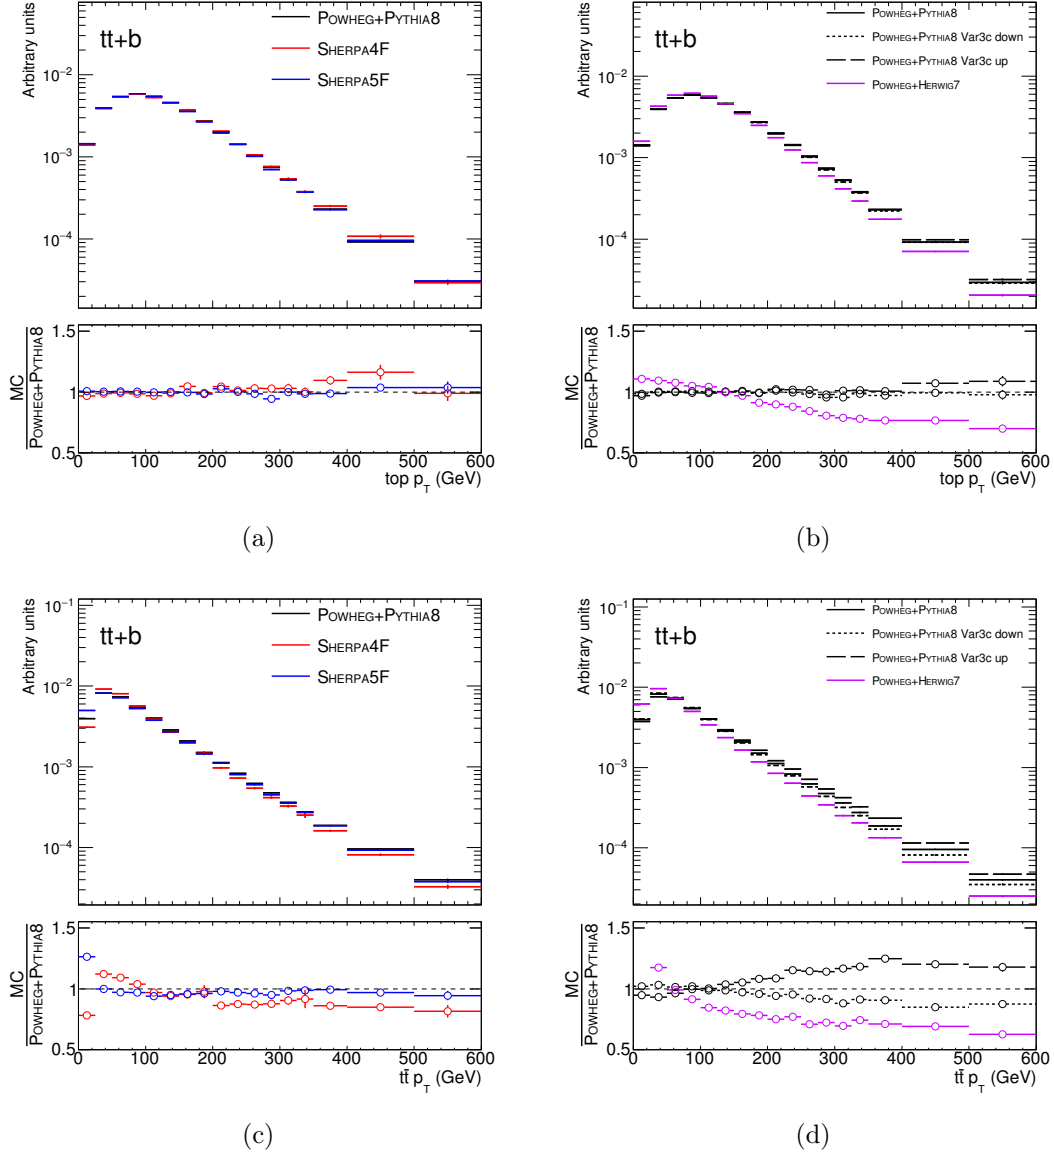 Arbitrary units
10−2
10−3
10−4
tt+b
POWHEG+PYTHIA8
SHERPA4F
SHERPA5F
MC
POWHEG+PYTHIA8
1.5
1
0.5
0 100 200 300 400 500 600
top pT (GeV)
(a)
Arbitrary units
10−2
10−3
10−4
tt+b
POWHEG+PYTHIA8
POWHEG+PYTHIA8 Var3c down
POWHEG+PYTHIA8 Var3c up
POWHEG+HERWIG7
MC
POWHEG+PYTHIA8
1.5
1
0.5
0 100 200 300 400 500 600
top pT (GeV)
(b)
Arbitrary units
10−1
10−2
10−3
10−4
tt+b
POWHEG+PYTHIA8
SHERPA4F
SHERPA5F
MC
POWHEG+PYTHIA8
1.5
1
0.5
0 100 200 300 400 500 600
tt̄ pT (GeV)
(c)
Arbitrary units
10−1
10−2
10−3
10−4
tt+b
POWHEG+PYTHIA8
POWHEG+PYTHIA8 Var3c down
POWHEG+PYTHIA8 Var3c up
POWHEG+HERWIG7
MC
POWHEG+PYTHIA8
1.5
1
0.5
0 100 200 300 400 500 600
tt̄ pT (GeV)
(d)